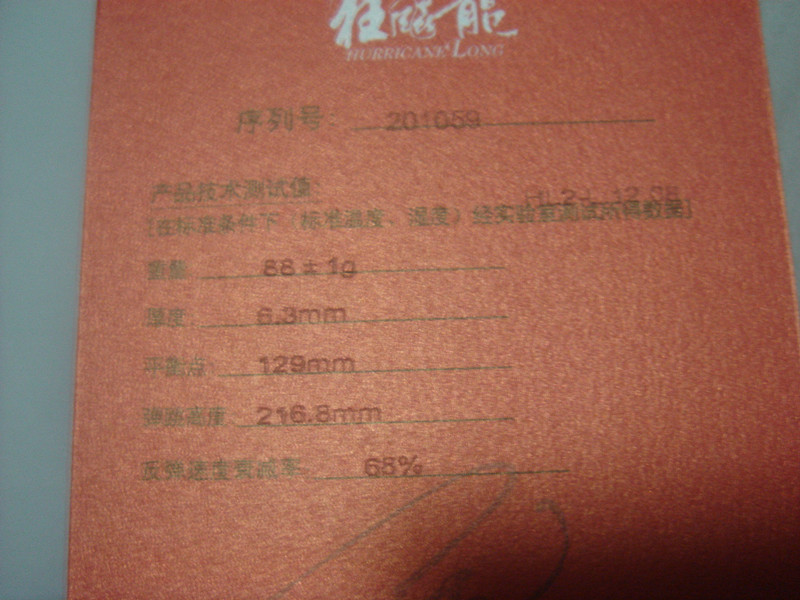 狂飚龍
HURRICANE LONG
序列号: 201059
产品技术测试值:
[在标准条件下(标准温度、湿度)经实验室测试所得数据]
重量 88±1g
厚度 6.3mm
平衡点 129mm
弹跳高度 216.8mm
反弹速度衰减率 68%